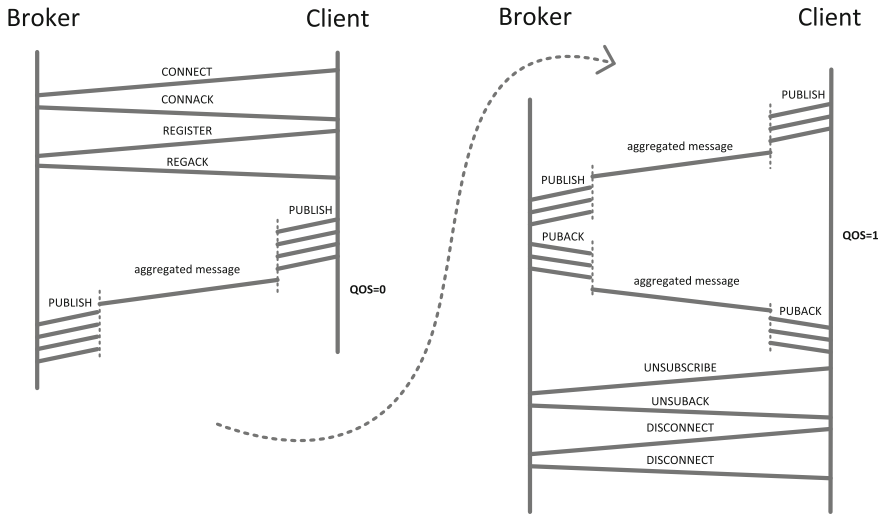 Broker
Client
CONNECT
CONNACK
REGISTER
REGACK
PUBLISH
aggregated message
QOS=0
PUBLISH
Broker
Client
PUBLISH
aggregated message
PUBLISH
QOS=1
PUBACK
aggregated message
PUBACK
UNSUBSCRIBE
UNSUBACK
DISCONNECT
DISCONNECT